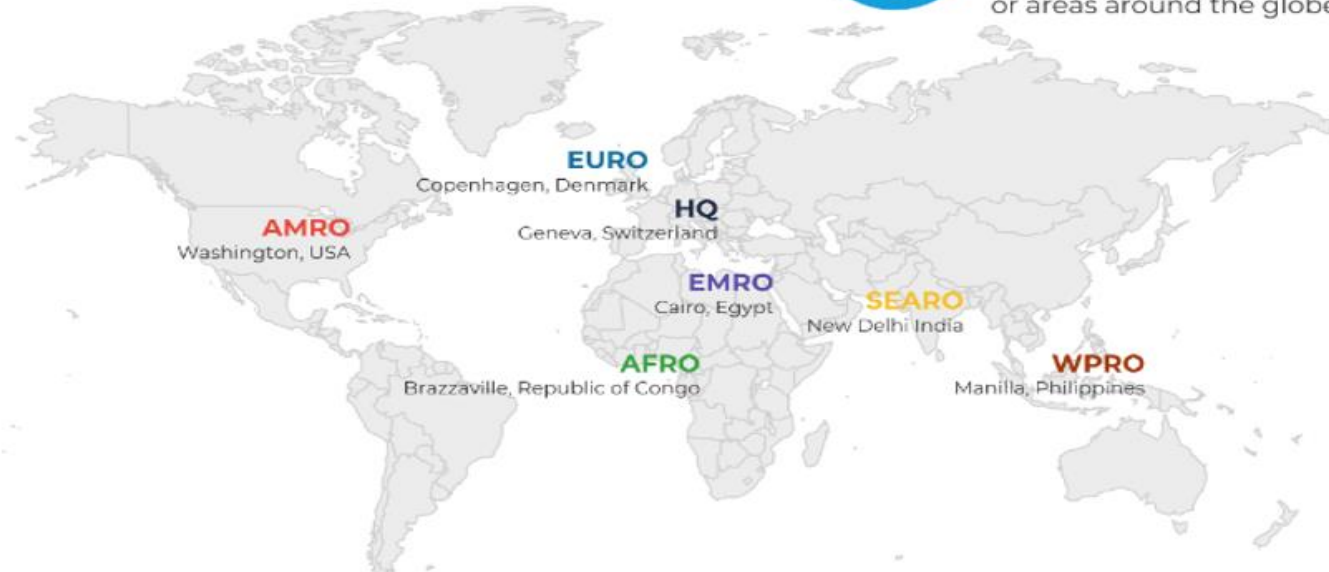 or areas around the globe
EURO
Copenhagen, Denmark
HQ
Geneva, Switzerland
AMRO
Washington, USA
EMRO
Cairo, Egypt
SEARO
New Delhi India
AFRO
Brazzaville, Republic of Congo
WPRO
Manilla, Philippines